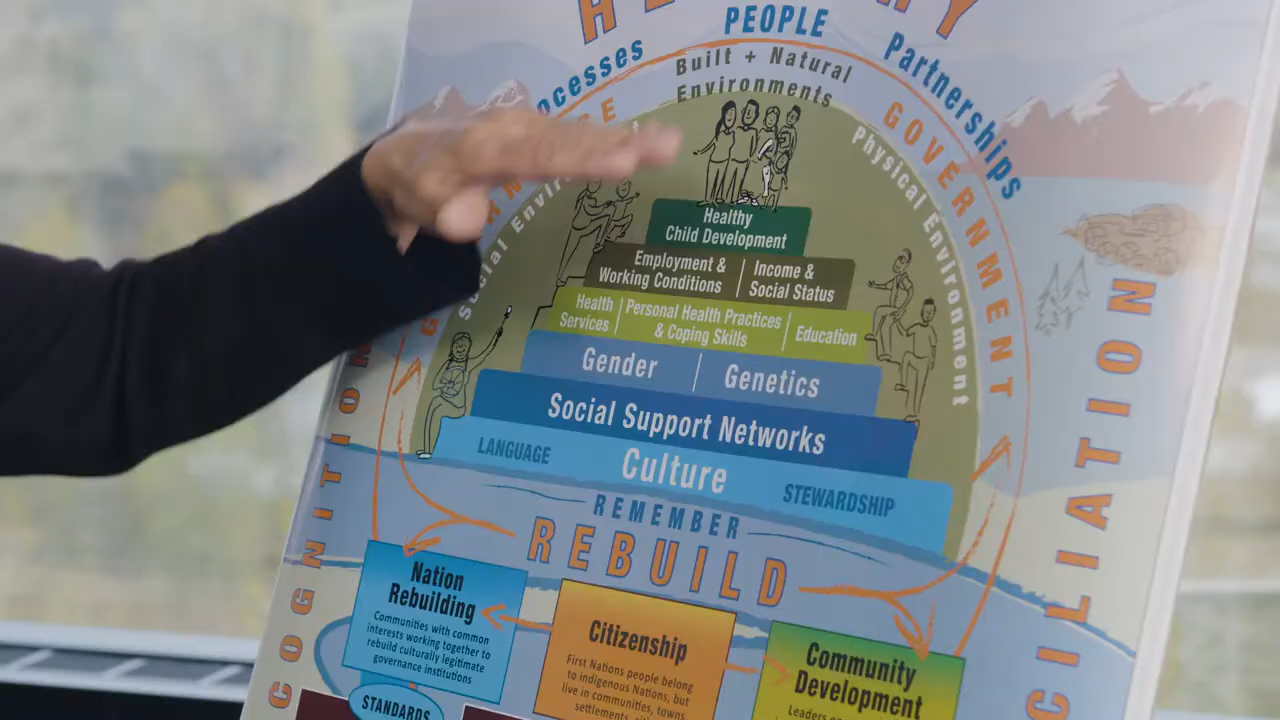 PEOPLE
Partnerships
Built + Natural
Environments
GOVERNMENT
Physical Environment
Social
Healthy
Child Development
Employment &
Working Conditions
Income &
Social Status
Health
Services
Personal Health Practices
& Coping Skills
Education
Gender
Genetics
Social Support Networks
LANGUAGE
Culture
STEWARDSHIP
REMEMBER
REBUILD
Nation
Rebuilding
Communities with common
interests working together to
rebuild culturally legitimate
governance institutions
Citizenship
First Nations people belong
to indigenous Nations, but
live in communities, towns,
Community
Development
Leaders
STANDARDS